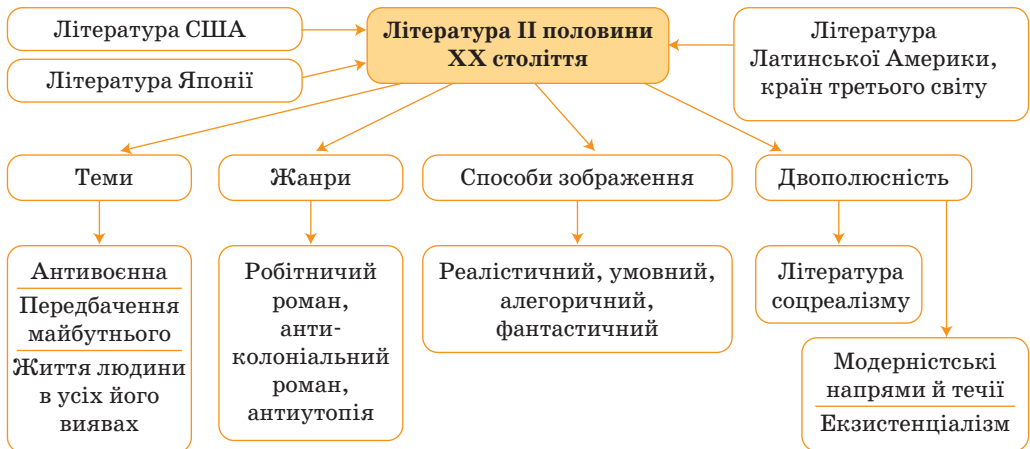 Література США
Література Японії
Література ІІ половини
ХХ століття
Література
Латинської Америки,
країн третього світу
Теми
Жанри
Способи зображення
Двополюсність
Антивоєнна
Передбачення
майбутнього
Життя людини
в усіх його
виявах
Робітничий
роман,
анти-
колоніальний
роман,
антиутопія
Реалістичний, умовний,
алегоричний,
фантастичний
Література
соцреалізму
Модерністські
напрями й течії
Екзистенціалізм